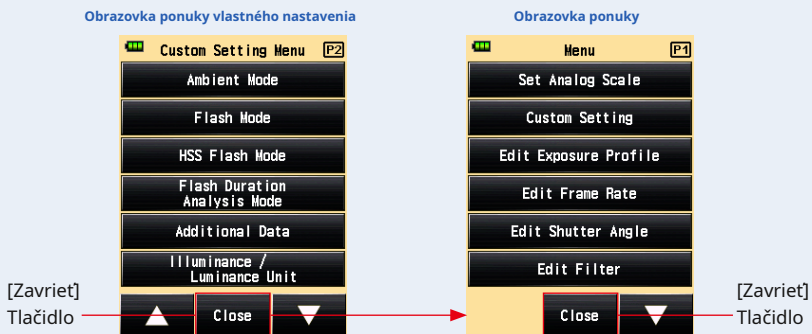 Obrazovka ponuky vlastného nastavenia
Custom Setting Menu P2
Ambient Mode
Flash Mode
HSS Flash Mode
Flash Duration
Analysis Mode
Additional Data
Illuminance /
Luminance Unit
Close
[Zavrieť]
Tlačidlo
Obrazovka ponuky
Menu P1
Set Analog Scale
Custom Setting
Edit Exposure Profile
Edit Frame Rate
Edit Shutter Angle
Edit Filter
Close
[Zavrieť]
Tlačidlo